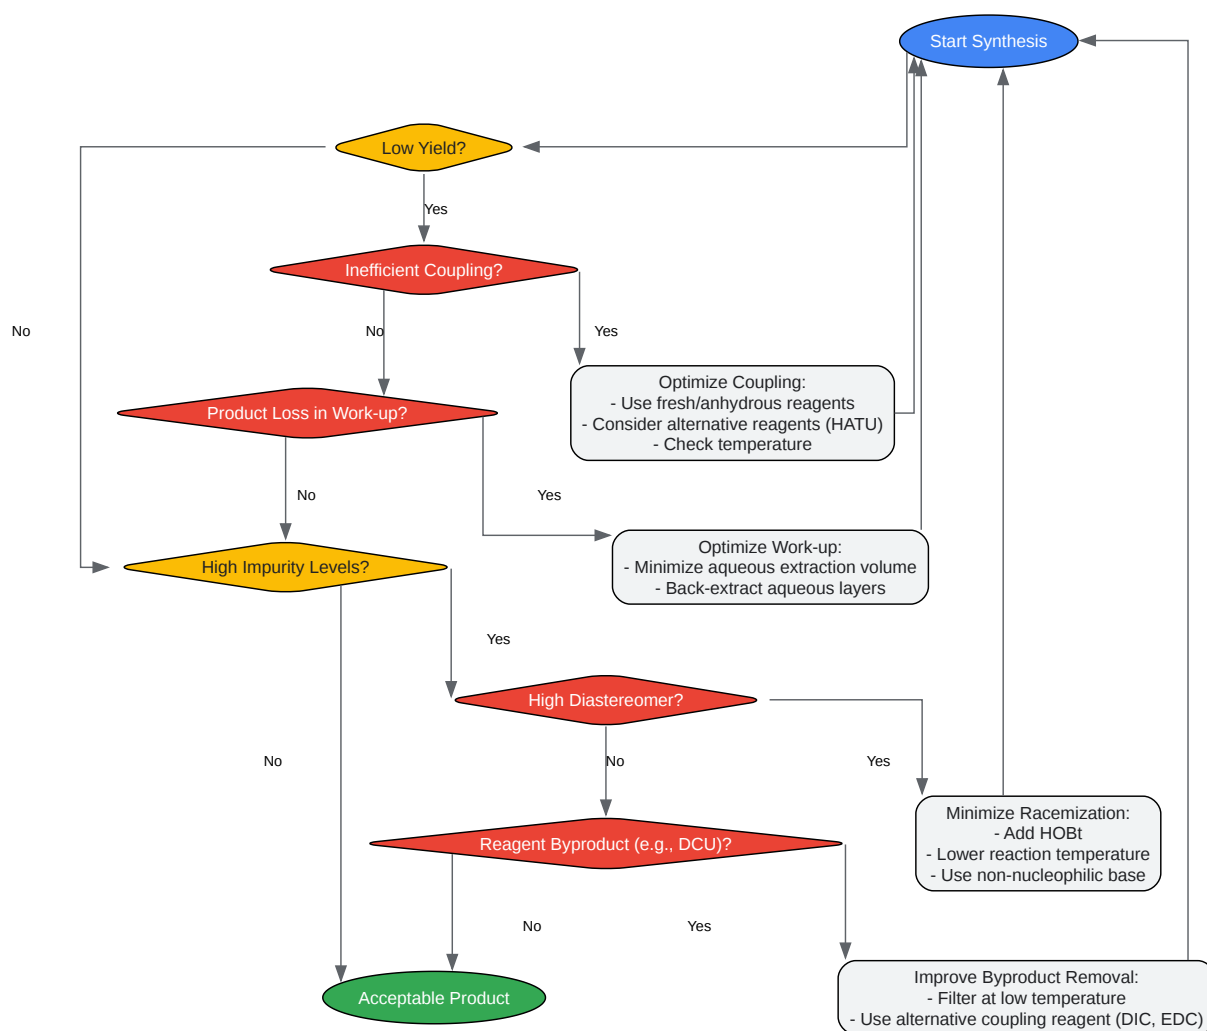 Start Synthesis
Low Yield?
Yes
Inefficient Coupling?
No
No
Yes
Optimize Coupling:
- Use fresh/anhydrous reagents
- Consider alternative reagents (HATU)
- Check temperature
Product Loss in Work-up?
No
Yes
Optimize Work-up:
- Minimize aqueous extraction volume
- Back-extract aqueous layers
High Impurity Levels?
Yes
High Diastereomer?
No
No
Yes
Minimize Racemization:
- Add HOBt
- Lower reaction temperature
- Use non-nucleophilic base
Reagent Byproduct (e.g., DCU)?
No
Yes
Improve Byproduct Removal:
- Filter at low temperature
- Use alternative coupling reagent (DIC, EDC)
Acceptable Product